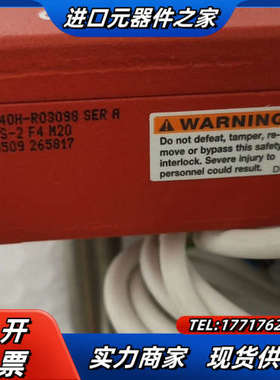 进口元器件之家
40H-R03098 SER A
S-2 F4 M20
509 265817
WARNING
Do not defeat, tamper, re-
move or bypass this safety
interlock. Severe injury to
personnel could result.
开
票
TEL:1771762
实力商家 现货供